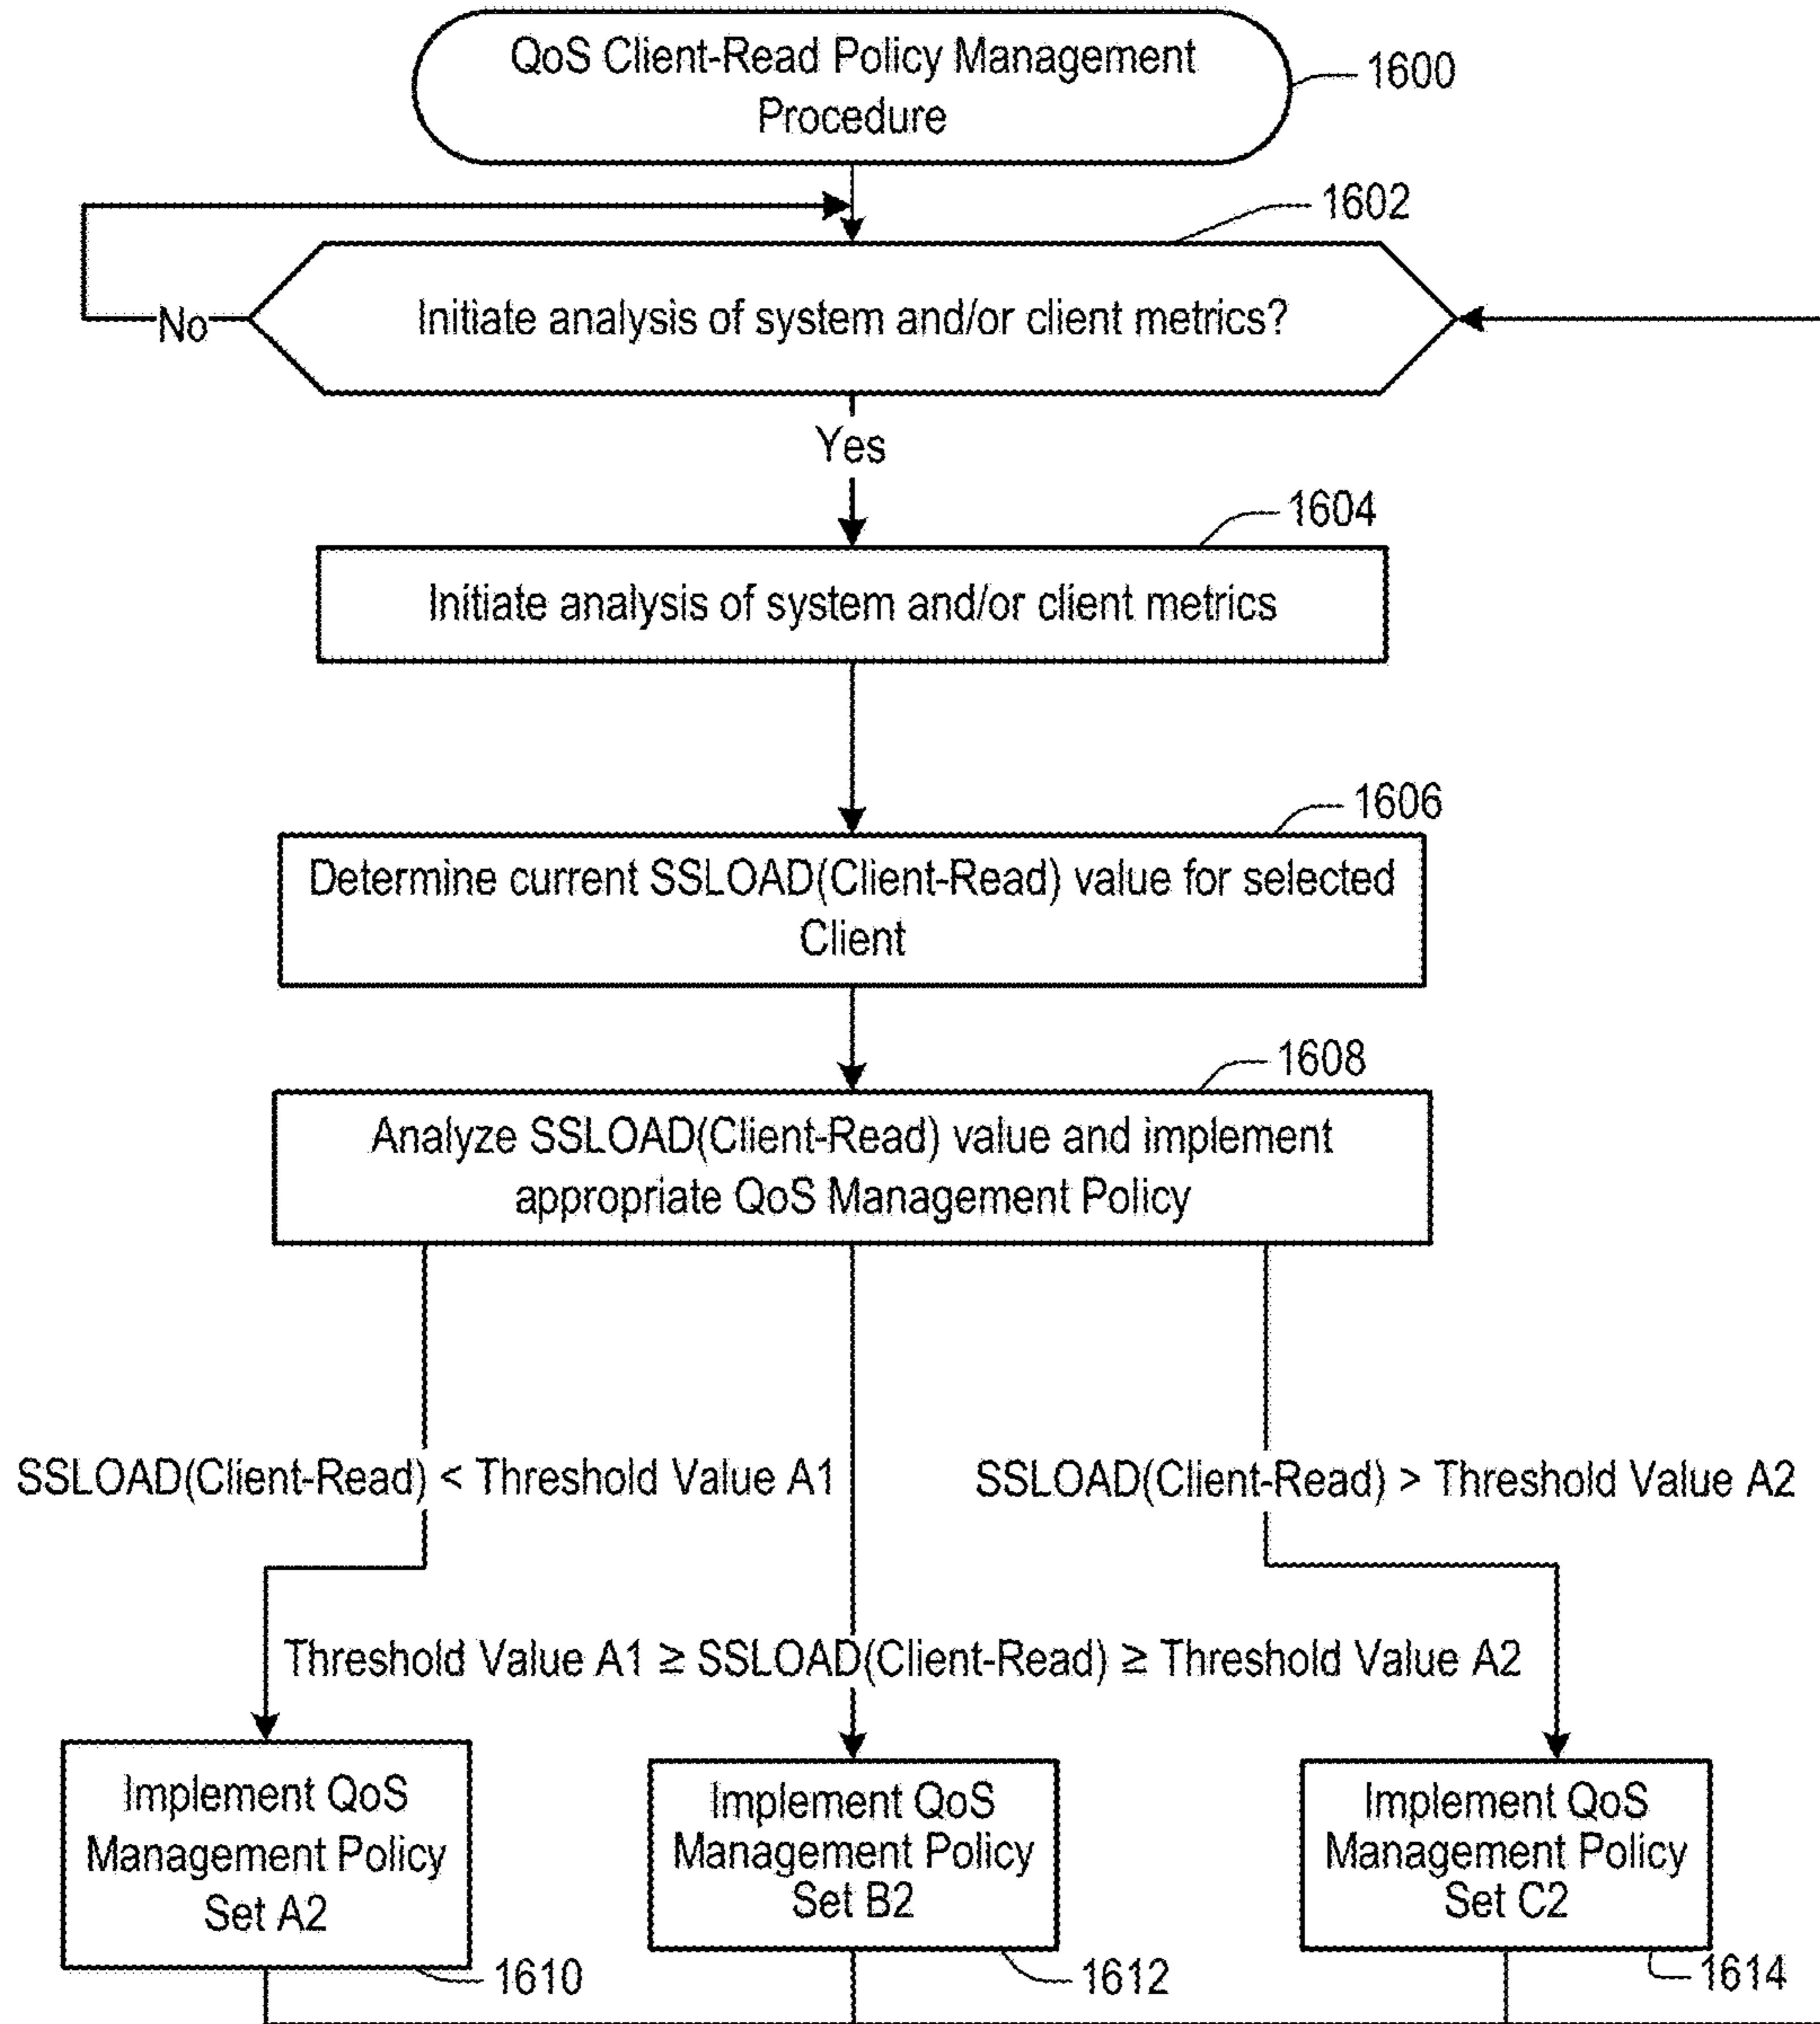 QoS Client-Read Policy Management
Procedure
1600
1602
Initiate analysis of system and/or client metrics?
No
Yes
1604
Initiate analysis of system and/or client metrics
1606
Determine current SSLOAD(Client-Read) value for selected
Client
1608
Analyze SSLOAD(Client-Read) value and implement
appropriate QoS Management Policy
SSLOAD(Client-Read) < Threshold Value A1
SSLOAD(Client-Read) > Threshold Value A2
Threshold Value A1 ≥ SSLOAD(Client-Read) ≥ Threshold Value A2
Implement QoS
Management Policy
Set A2
1610
Implement QoS
Management Policy
Set B2
1612
Implement QoS
Management Policy
Set C2
1614